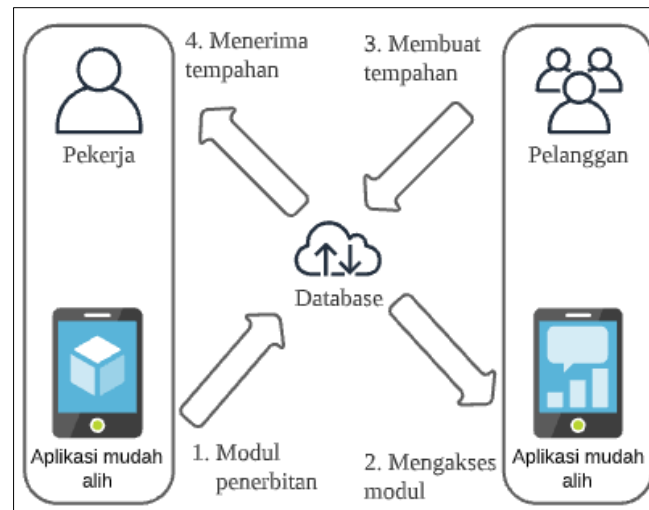 4. Menerima
tempahan
3. Membuat
tempahan
Pekerja
Pelanggan
Database
Aplikasi mudah
alih
1. Modul
penerbitan
2. Mengakses
modul
Aplikasi mudah
alih